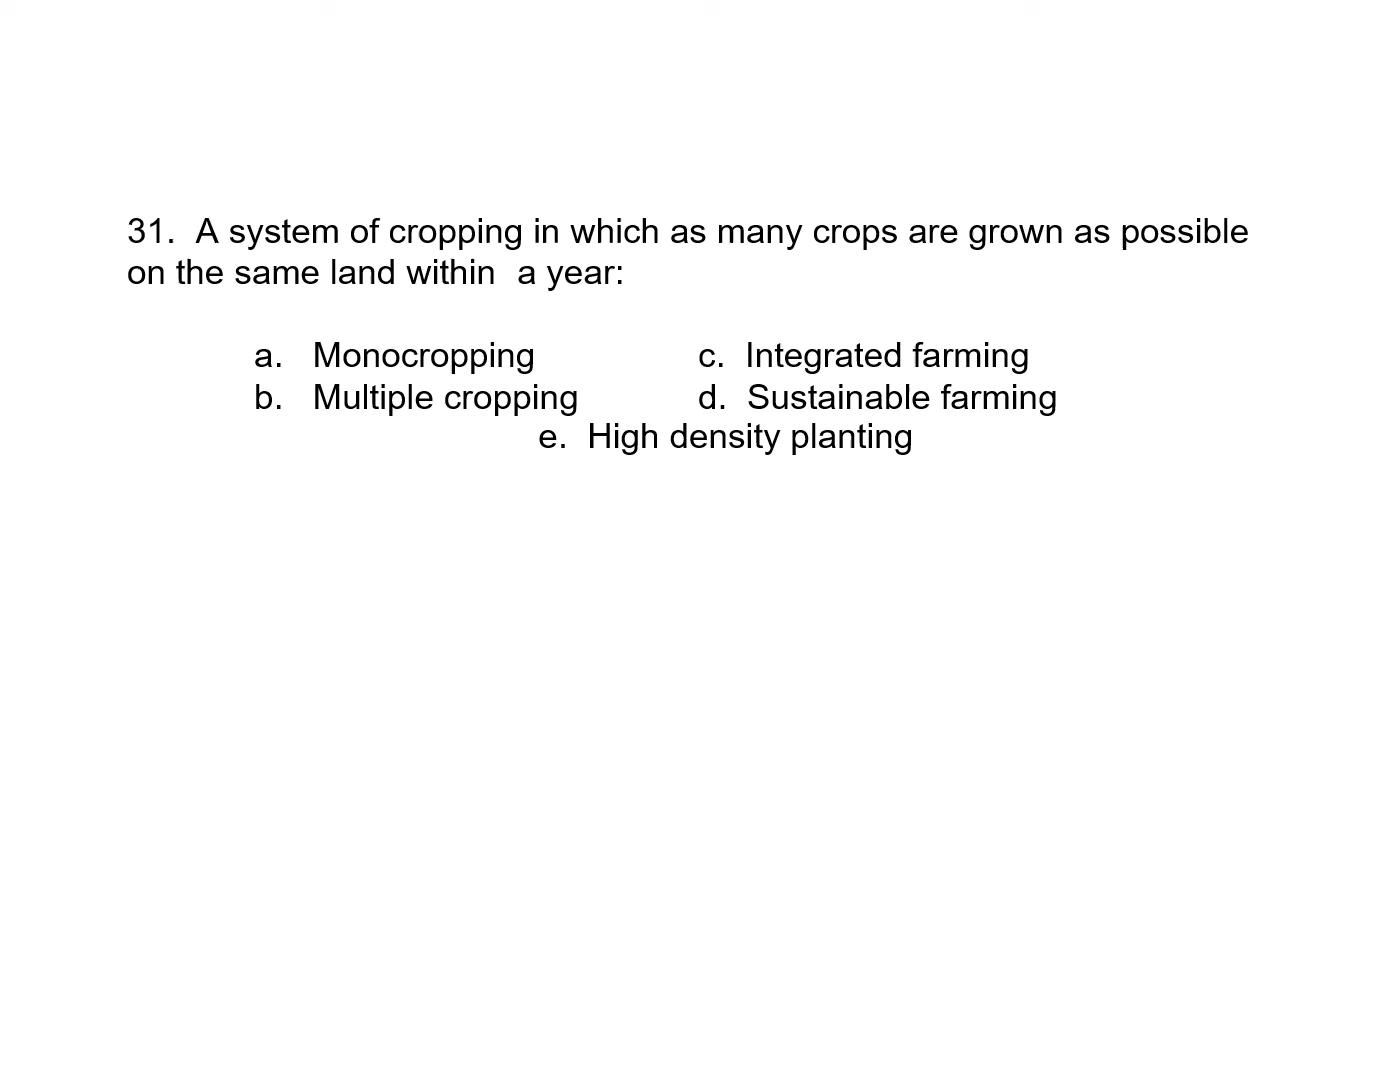 31.  A system of cropping in which as many crops are grown as possible
on the same land within  a year:
a.   Monocropping   c.  Integrated farming
b.   Multiple cropping   d.  Sustainable farming
e.  High density planting